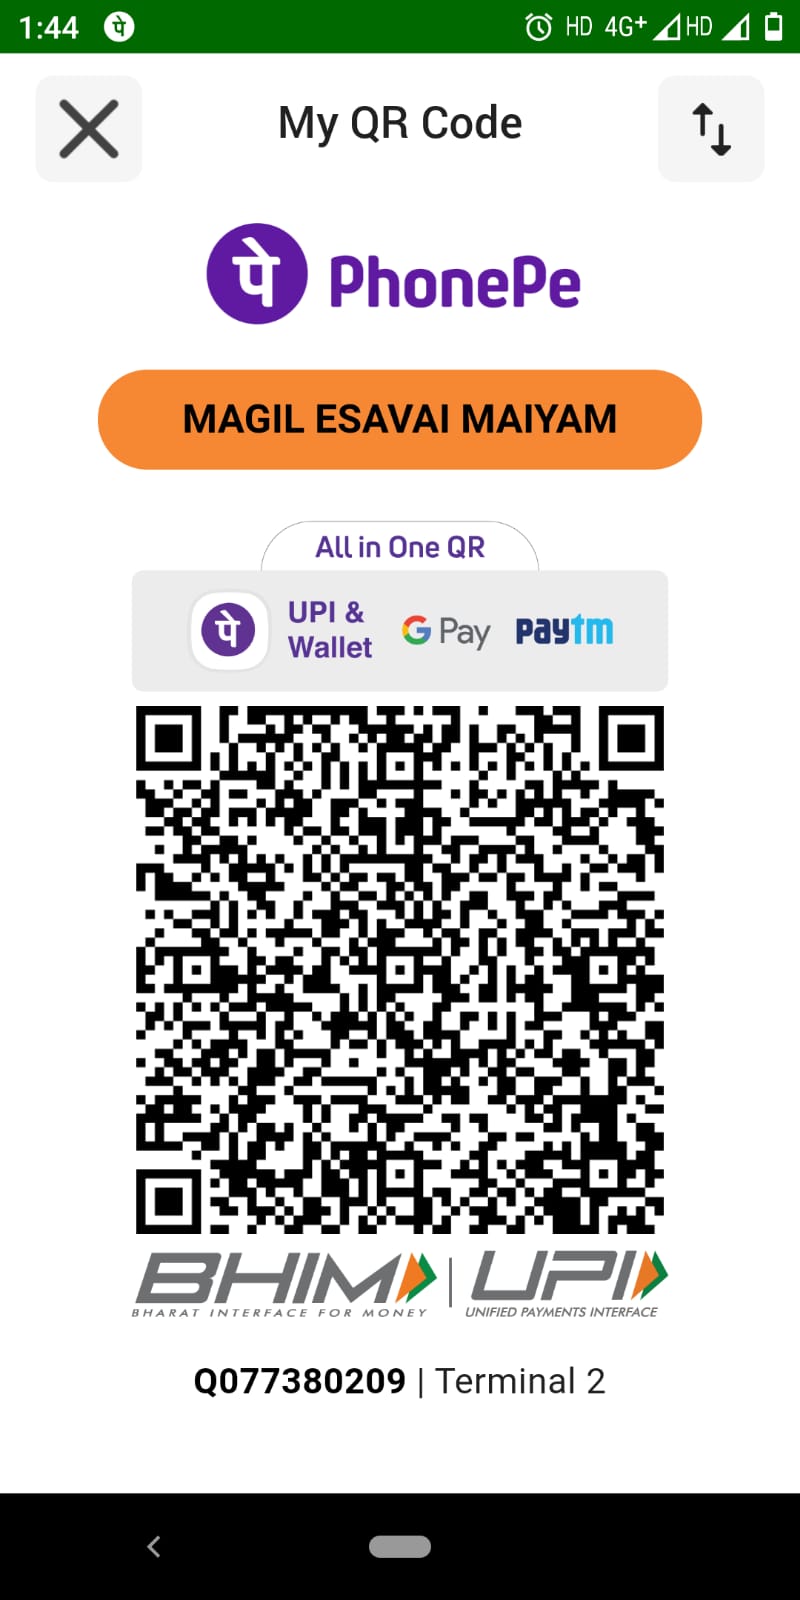 1:44 पे HD 4G+ HD
My QR Code
पे PhonePe
MAGIL ESAVAI MAIYAM
All in One QR
पे UPI & Wallet G Pay paytm
BHIM | UPI
BHARAT INTERFACE FOR MONEY UNIFIED PAYMENTS INTERFACE
Q077380209 | Terminal 2